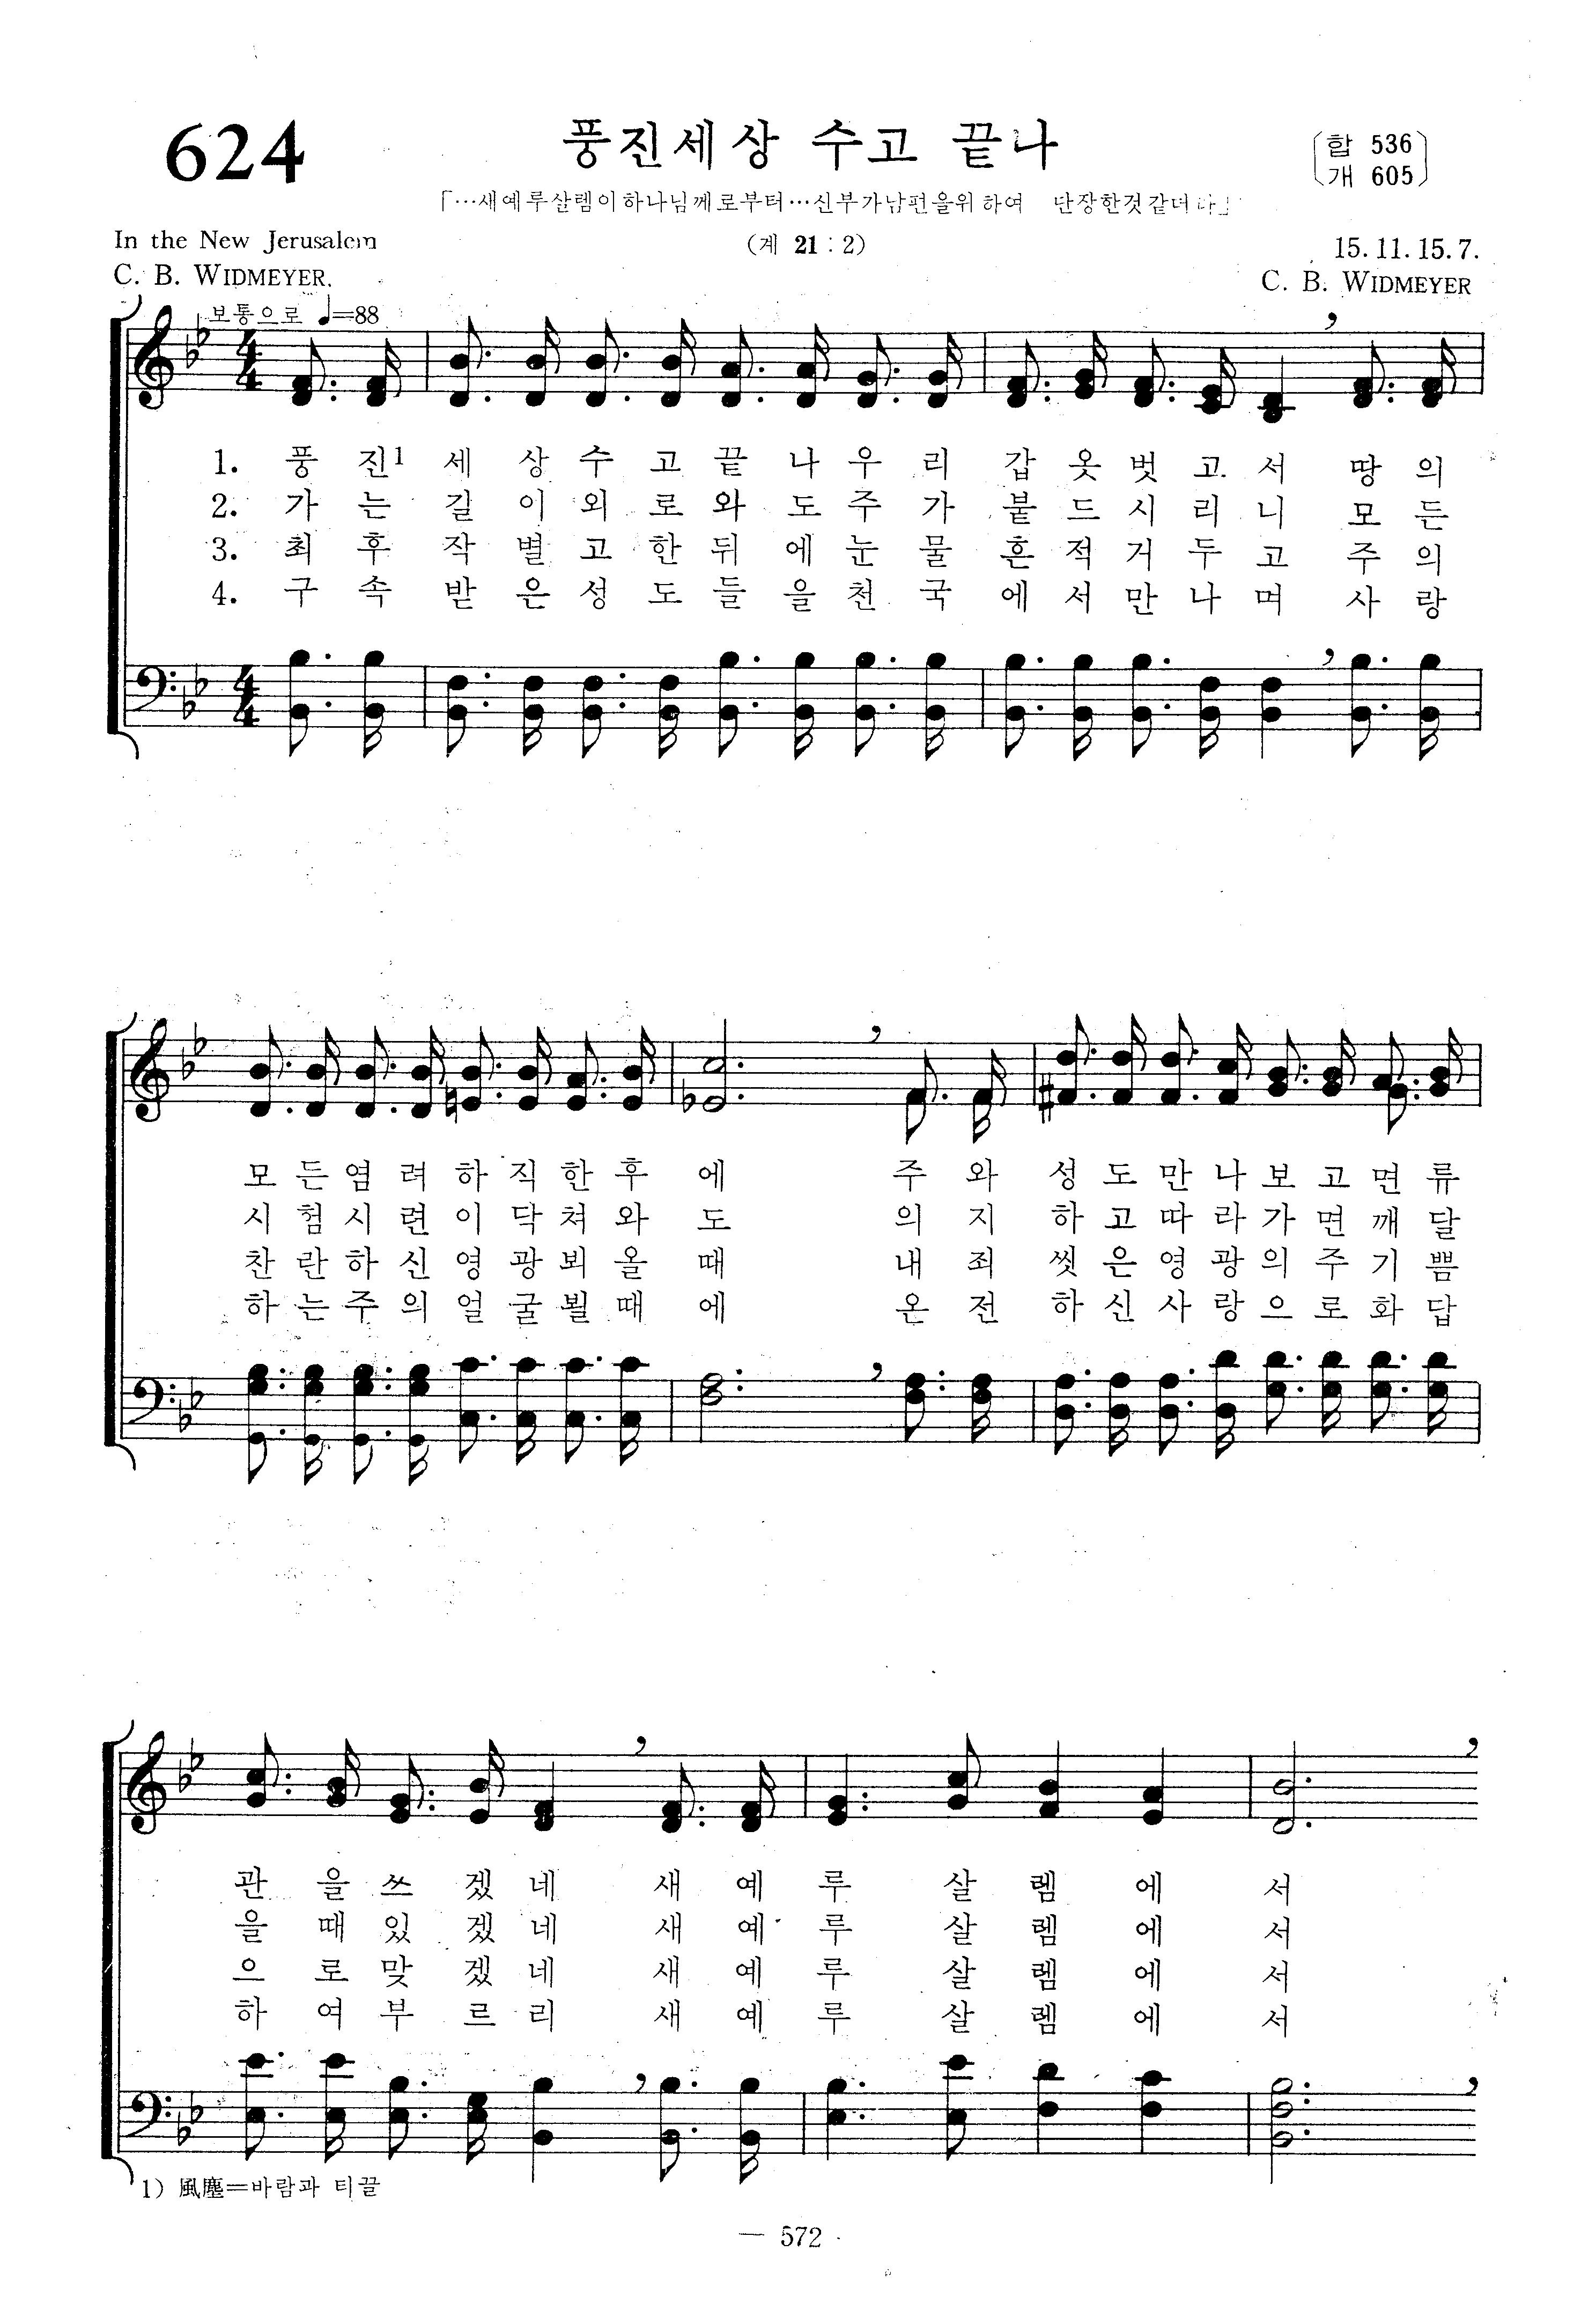 624
풍진세상 수고 끝나
합 536
개 605
「…새예루살렘이하나님께로부터…신부가남편을위하여 단장한것같더라」
In the New Jerusalem
(계 21:2)
15.11.15.7.
C. B. WIDMEYER.
C. B. WIDMEYER
보통으로 ♩=88
1. 풍 진1 세 상 수 고 끝 나 우 리 갑 옷 벗 고 서 땅 의
2. 가 는 길 이 외 로 와 도 주 가 붙 드 시 리 니 모 든
3. 최 후 작 별 고 한 뒤 에 눈 물 흔 적 거 두 고 주 의
4. 구 속 받 은 성 도 들 을 천 국 에 서 만 나 며 사 랑
모 든 염 려 하 직 한 후 에 주 와 성 도 만 나 보 고 면 류
시 험 시 련 이 닥 쳐 와 도 의 지 하 고 따 라 가 면 깨 달
찬 란 하 신 영 광 뵈 올 때 내 죄 씻 은 영 광 의 주 기 쁨
하 는 주 의 얼 굴 뵐 때 에 온 전 하 신 사 랑 으 로 화 답
관 을 쓰 겠 네 새 예 루 살 렘 에 서
을 때 있 겠 네 새 예 루 살 렘 에 서
으 로 맞 겠 네 새 예 루 살 렘 에 서
하 여 부 르 리 새 예 루 살 렘 에 서
1) 風塵=바람과 티끌
— 572